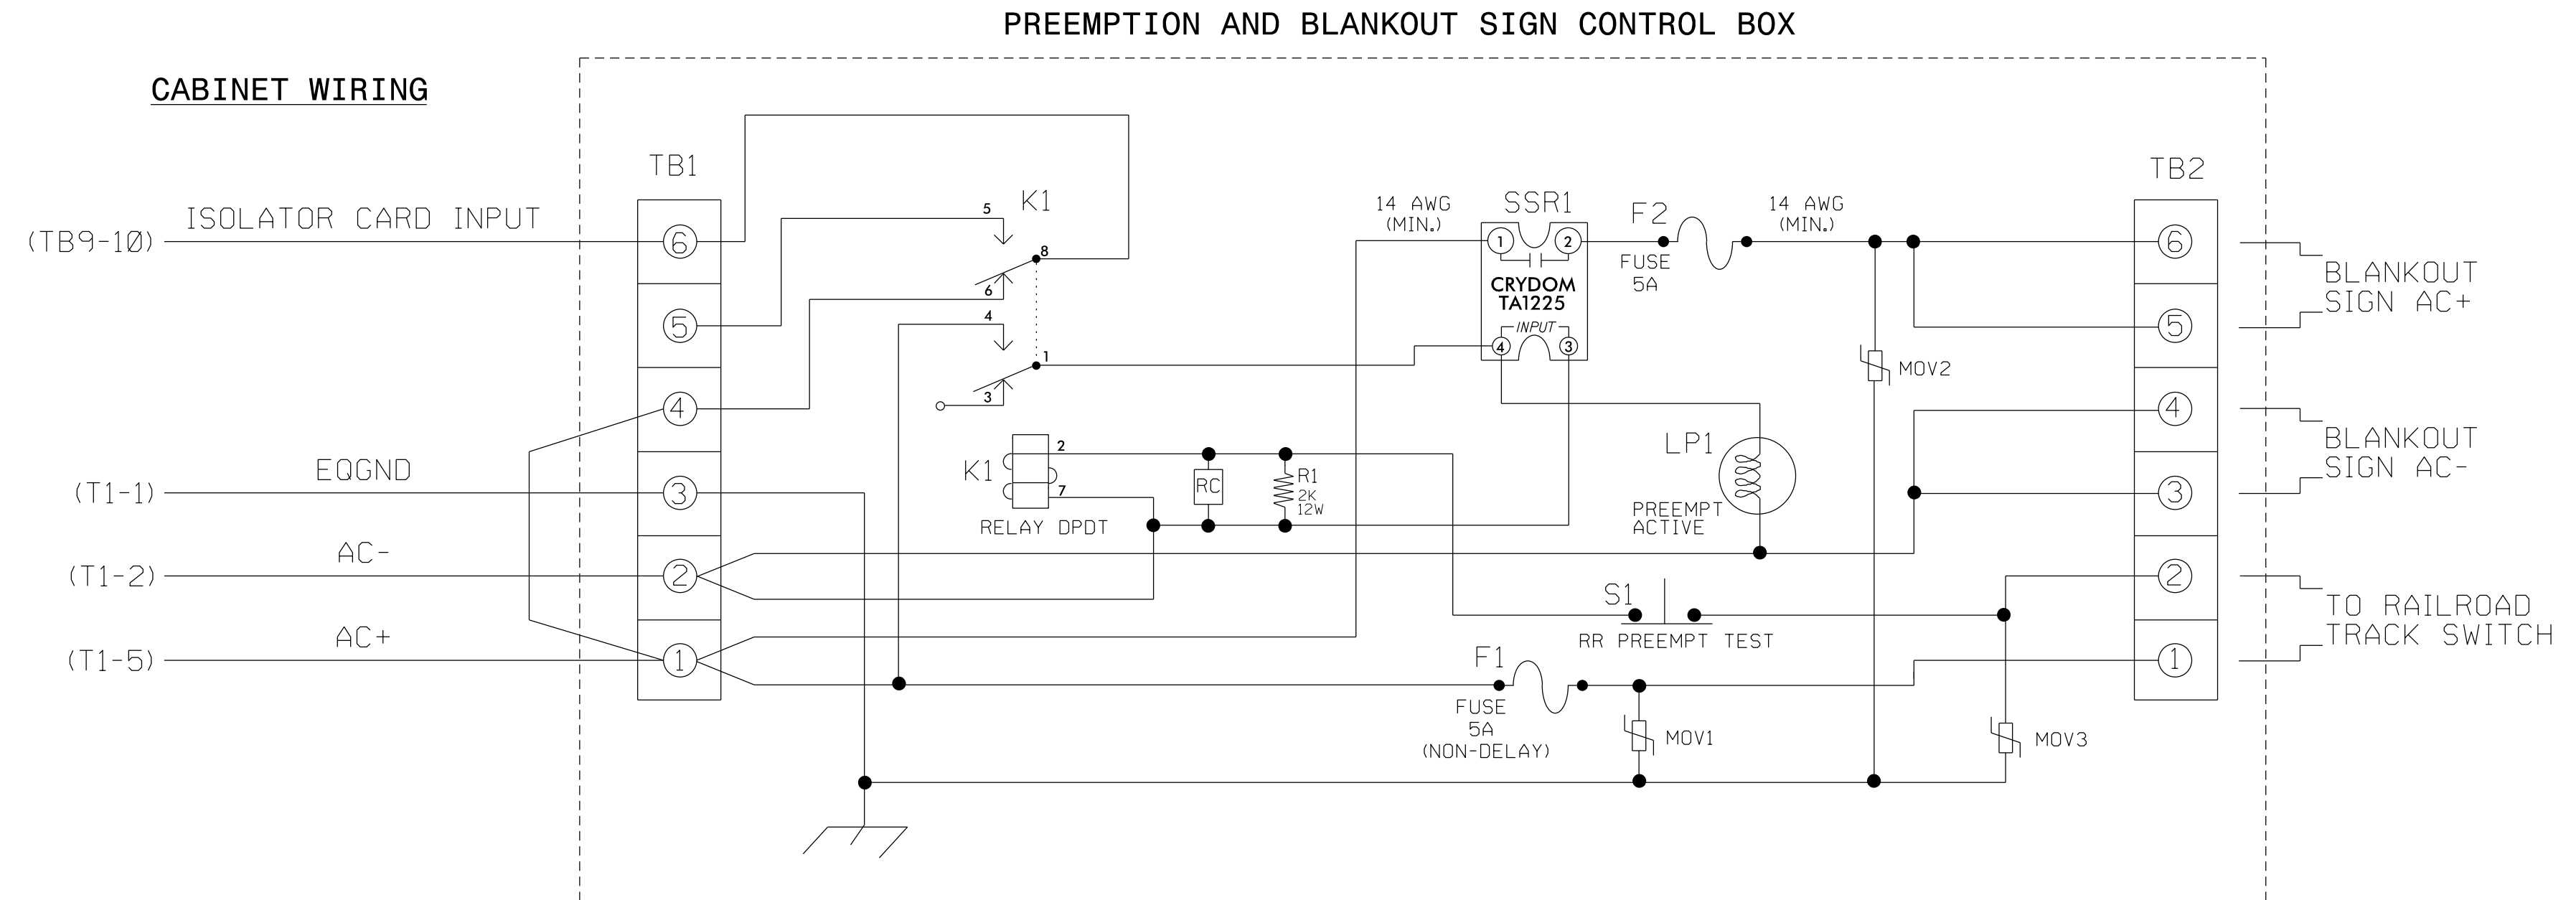 PREEMPTION AND BLANKOUT SIGN CONTROL BOX
CABINET WIRING
TB1
TB2
(TB9-10)
ISOLATOR CARD INPUT
6
5
4
3
2
1
EQGND
(T1-1)
AC-
(T1-2)
AC+
(T1-5)
K1
5
8
6
4
1
3
K1
2
7
RELAY DPDT
RC
R1
2K
12W
14 AWG
(MIN.)
SSR1
1
2
CRYDOM
TA1225
INPUT
4
3
F2
FUSE
5A
14 AWG
(MIN.)
MOV2
LP1
PREEMPT
ACTIVE
S1
RR PREEMPT TEST
F1
FUSE
5A
(NON-DELAY)
MOV1
MOV3
6
5
4
3
2
1
BLANKOUT
SIGN AC+
BLANKOUT
SIGN AC-
TO RAILROAD
TRACK SWITCH